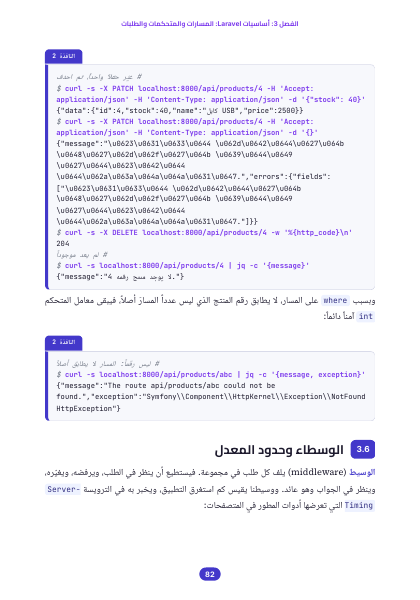 الفصل 3: أساسيات Laravel: المسارات والمتحكمات والطلبات
النافذة 2
# غيّر حقلاً واحداً، ثم احذف
$ curl -s -X PATCH localhost:8000/api/products/4 -H 'Accept:
application/json' -H 'Content-Type: application/json' -d '{"stock": 40}'
{"data":{"id":4,"stock":40,"name":"كابل USB","price":2500}}
$ curl -s -X PATCH localhost:8000/api/products/4 -H 'Accept:
application/json' -H 'Content-Type: application/json' -d '{}'
{"message":"\u0623\u0631\u0633\u0644 \u062d\u0642\u0644\u0627\u064b
\u0648\u0627\u062d\u062f\u0627\u064b \u0639\u0644\u0649
\u0627\u0644\u0623\u0642\u0644
\u0644\u062a\u063a\u064a\u064a\u0631\u0647.","errors":{"fields":
["\u0623\u0631\u0633\u0644 \u062d\u0642\u0644\u0627\u064b
\u0648\u0627\u062d\u062f\u0627\u064b \u0639\u0644\u0649
\u0627\u0644\u0623\u0642\u0644
\u0644\u062a\u063a\u064a\u064a\u0631\u0647."]}}
$ curl -s -X DELETE localhost:8000/api/products/4 -w '%{http_code}\n'
204
# لم يعد موجوداً
$ curl -s localhost:8000/api/products/4 | jq -c '{message}'
{"message":"لا يوجد منتج رقمه 4."}
وبسبب where على المسار، لا يطابق رقم المنتج الذي ليس عدداً المسارَ أصلاً، فيبقى معامل المتحكم
int آمناً دائماً:
النافذة 2
# ليس رقماً: المسار لا يطابق أصلاً
$ curl -s localhost:8000/api/products/abc | jq -c '{message, exception}'
{"message":"The route api/products/abc could not be
found.","exception":"Symfony\\Component\\HttpKernel\\Exception\\NotFound
HttpException"}
3.6 الوسطاء وحدود المعدل
الوسيط (middleware) يلف كل طلب في مجموعة. فيستطيع أن ينظر في الطلب، ويرفضه، ويغيّره،
وينظر في الجواب وهو عائد. ووسيطنا يقيس كم استغرق التطبيق، ويخبر به في الترويسة Server-
Timing التي تعرضها أدوات المطور في المتصفحات:
82